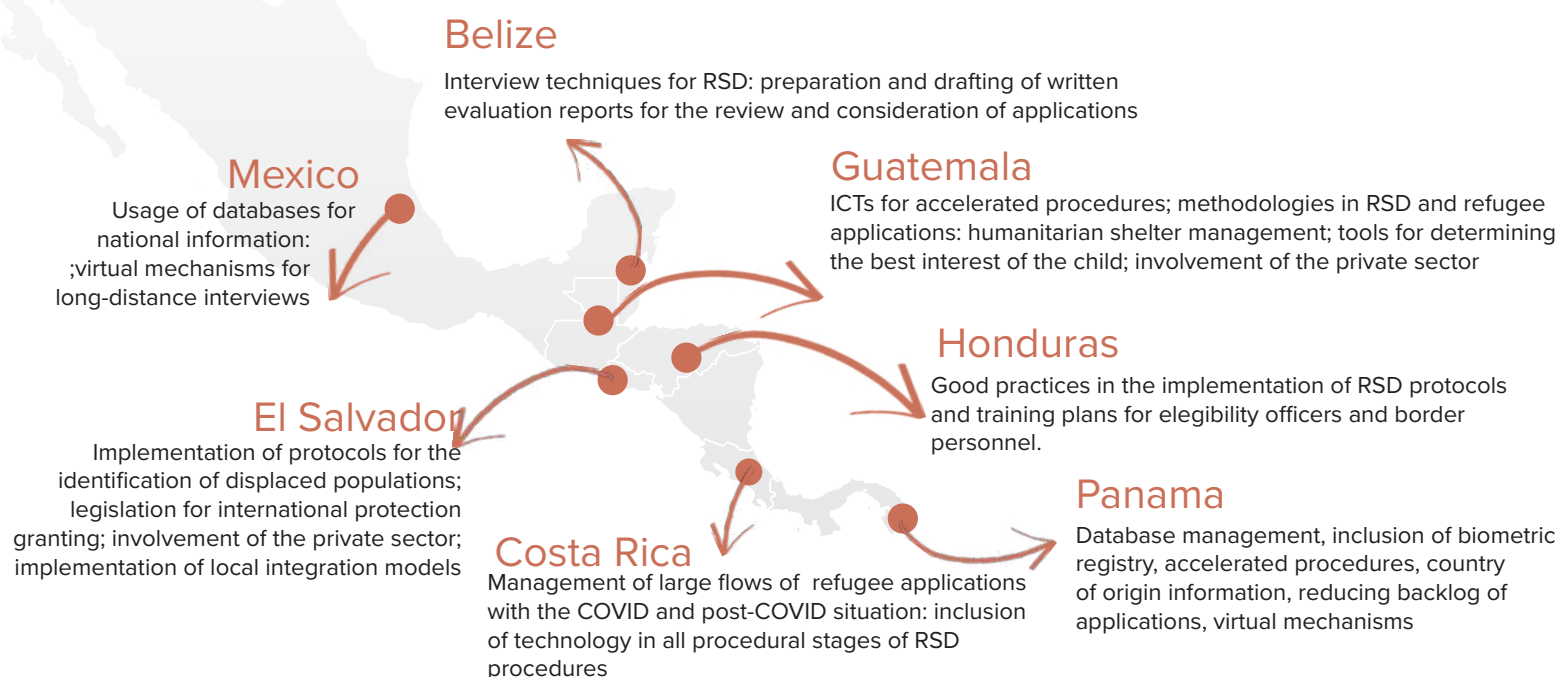 Belize
Interview techniques for RSD: preparation and drafting of written
evaluation reports for the review and consideration of applications
Mexico
Usage of databases for
national information:
;virtual mechanisms for
long-distance interviews
Guatemala
ICTs for accelerated procedures; methodologies in RSD and refugee
applications: humanitarian shelter management; tools for determining
the best interest of the child; involvement of the private sector
Honduras
Good practices in the implementation of RSD protocols
and training plans for elegibility officers and border
personnel.
El Salvador
Implementation of protocols for the
identification of displaced populations;
legislation for international protection
granting; involvement of the private sector;
implementation of local integration models
Costa Rica
Management of large flows of refugee applications
with the COVID and post-COVID situation: inclusion
of technology in all procedural stages of RSD
procedures
Panama
Database management, inclusion of biometric
registry, accelerated procedures, country
of origin information, reducing backlog of
applications, virtual mechanisms